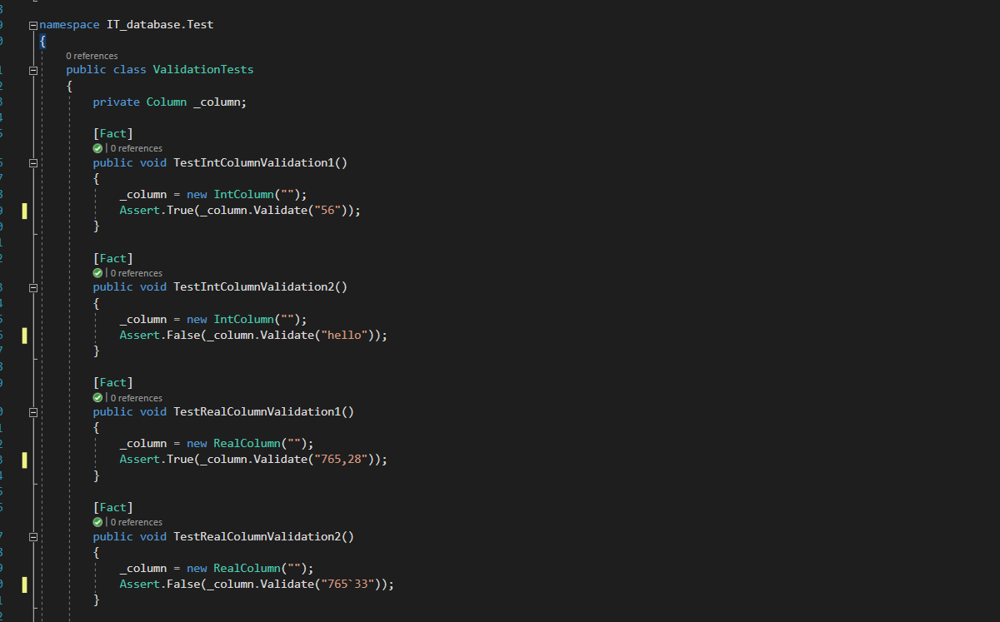 namespace IT_database.Test
{
0 references
public class ValidationTests
{
private Column _column;
[Fact]
0 references
public void TestIntColumnValidation1()
{
_column = new IntColumn("");
Assert.True(_column.Validate("56"));
}
[Fact]
0 references
public void TestIntColumnValidation2()
{
_column = new IntColumn("");
Assert.False(_column.Validate("hello"));
}
[Fact]
0 references
public void TestRealColumnValidation1()
{
_column = new RealColumn("");
Assert.True(_column.Validate("765,28"));
}
[Fact]
0 references
public void TestRealColumnValidation2()
{
_column = new RealColumn("");
Assert.False(_column.Validate("765`33"));
}